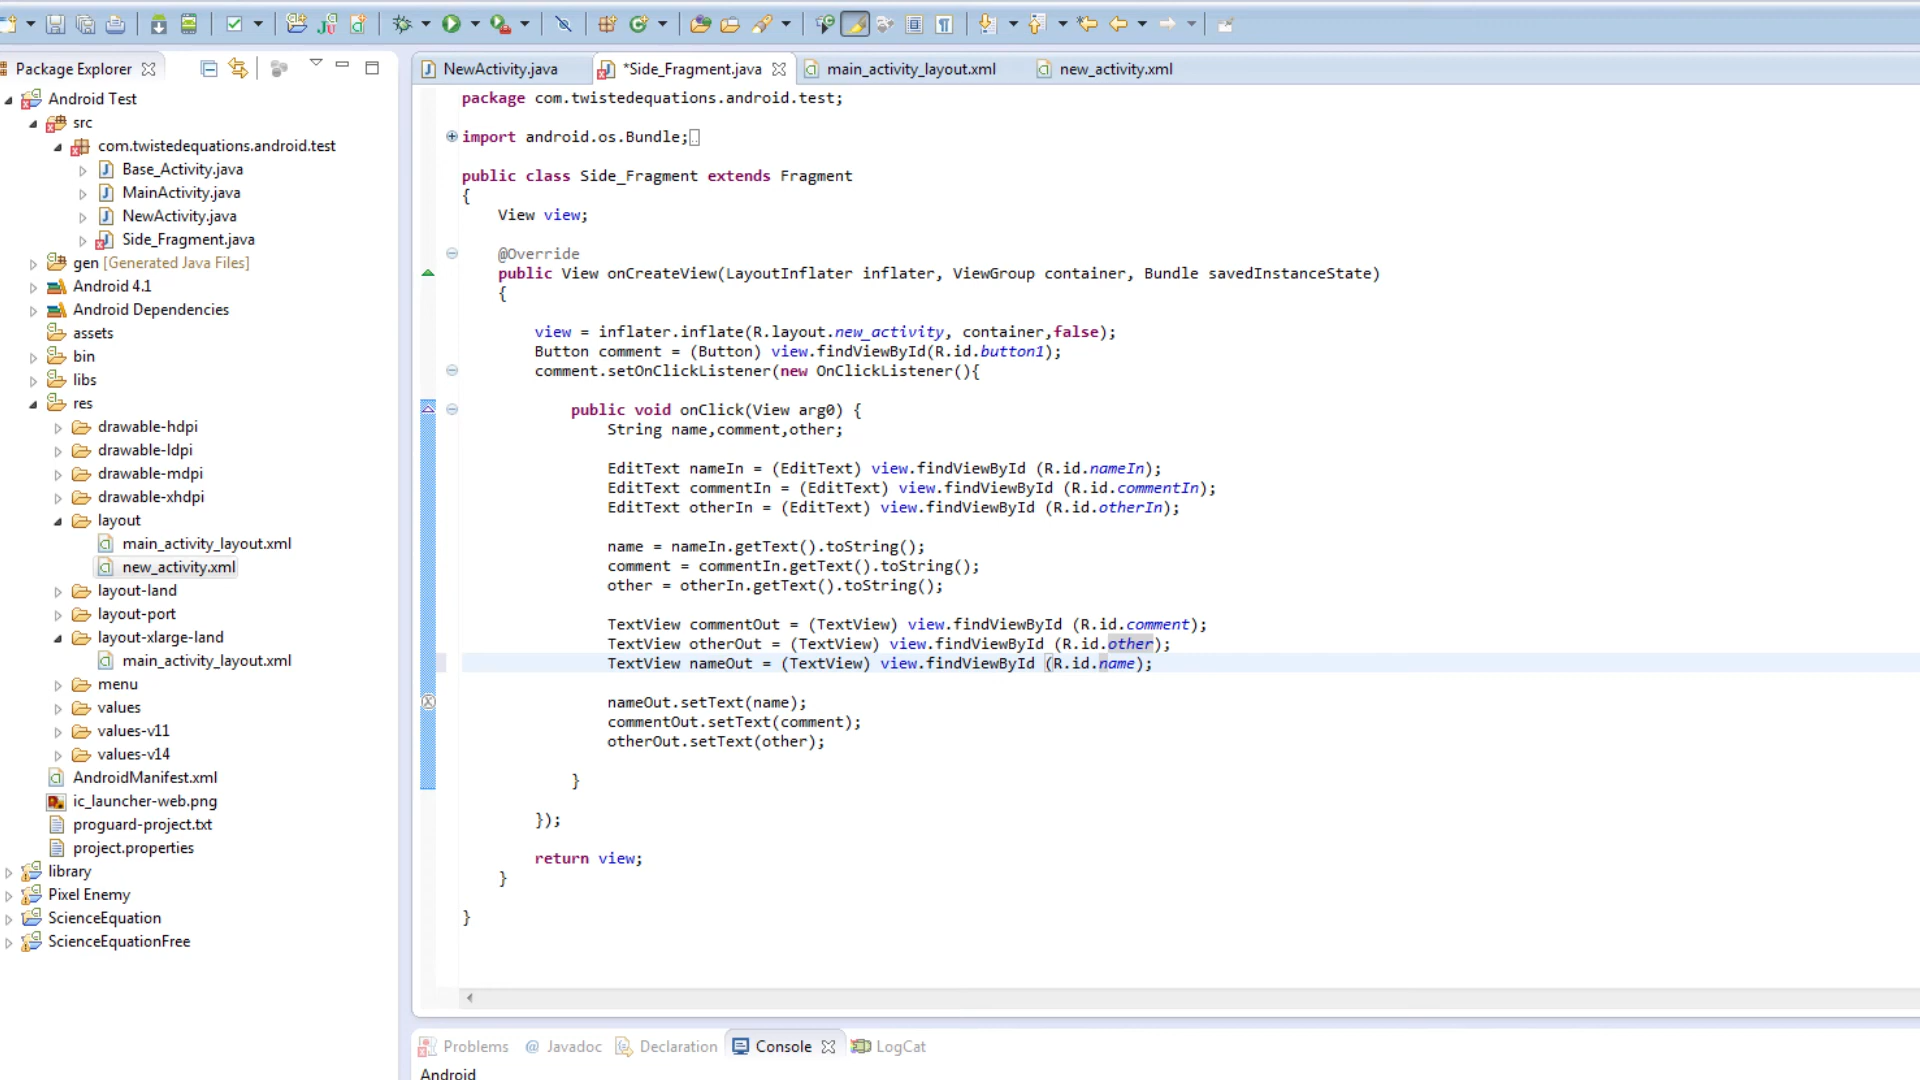 Package Explorer
Android Test
src
com.twistedequations.android.test
Base_Activity.java
MainActivity.java
NewActivity.java
Side_Fragment.java
gen [Generated Java Files]
Android 4.1
Android Dependencies
assets
bin
libs
res
drawable-hdpi
drawable-ldpi
drawable-mdpi
drawable-xhdpi
layout
main_activity_layout.xml
new_activity.xml
layout-land
layout-port
layout-xlarge-land
main_activity_layout.xml
menu
values
values-v11
values-v14
AndroidManifest.xml
ic_launcher-web.png
proguard-project.txt
project.properties
library
Pixel Enemy
ScienceEquation
ScienceEquationFree
NewActivity.java *Side_Fragment.java main_activity_layout.xml new_activity.xml
package com.twistedequations.android.test;
import android.os.Bundle;
public class Side_Fragment extends Fragment
{
View view;
@Override
public View onCreateView(LayoutInflater inflater, ViewGroup container, Bundle savedInstanceState)
{
view = inflater.inflate(R.layout.new_activity, container,false);
Button comment = (Button) view.findViewById(R.id.button1);
comment.setOnClickListener(new OnClickListener(){
public void onClick(View arg0) {
String name,comment,other;
EditText nameIn = (EditText) view.findViewById (R.id.nameIn);
EditText commentIn = (EditText) view.findViewById (R.id.commentIn);
EditText otherIn = (EditText) view.findViewById (R.id.otherIn);
name = nameIn.getText().toString();
comment = commentIn.getText().toString();
other = otherIn.getText().toString();
TextView commentOut = (TextView) view.findViewById (R.id.comment);
TextView otherOut = (TextView) view.findViewById (R.id.other);
TextView nameOut = (TextView) view.findViewById (R.id.name);
nameOut.setText(name);
commentOut.setText(comment);
otherOut.setText(other);
}
});
return view;
}
}
Problems @ Javadoc Declaration Console LogCat
Android